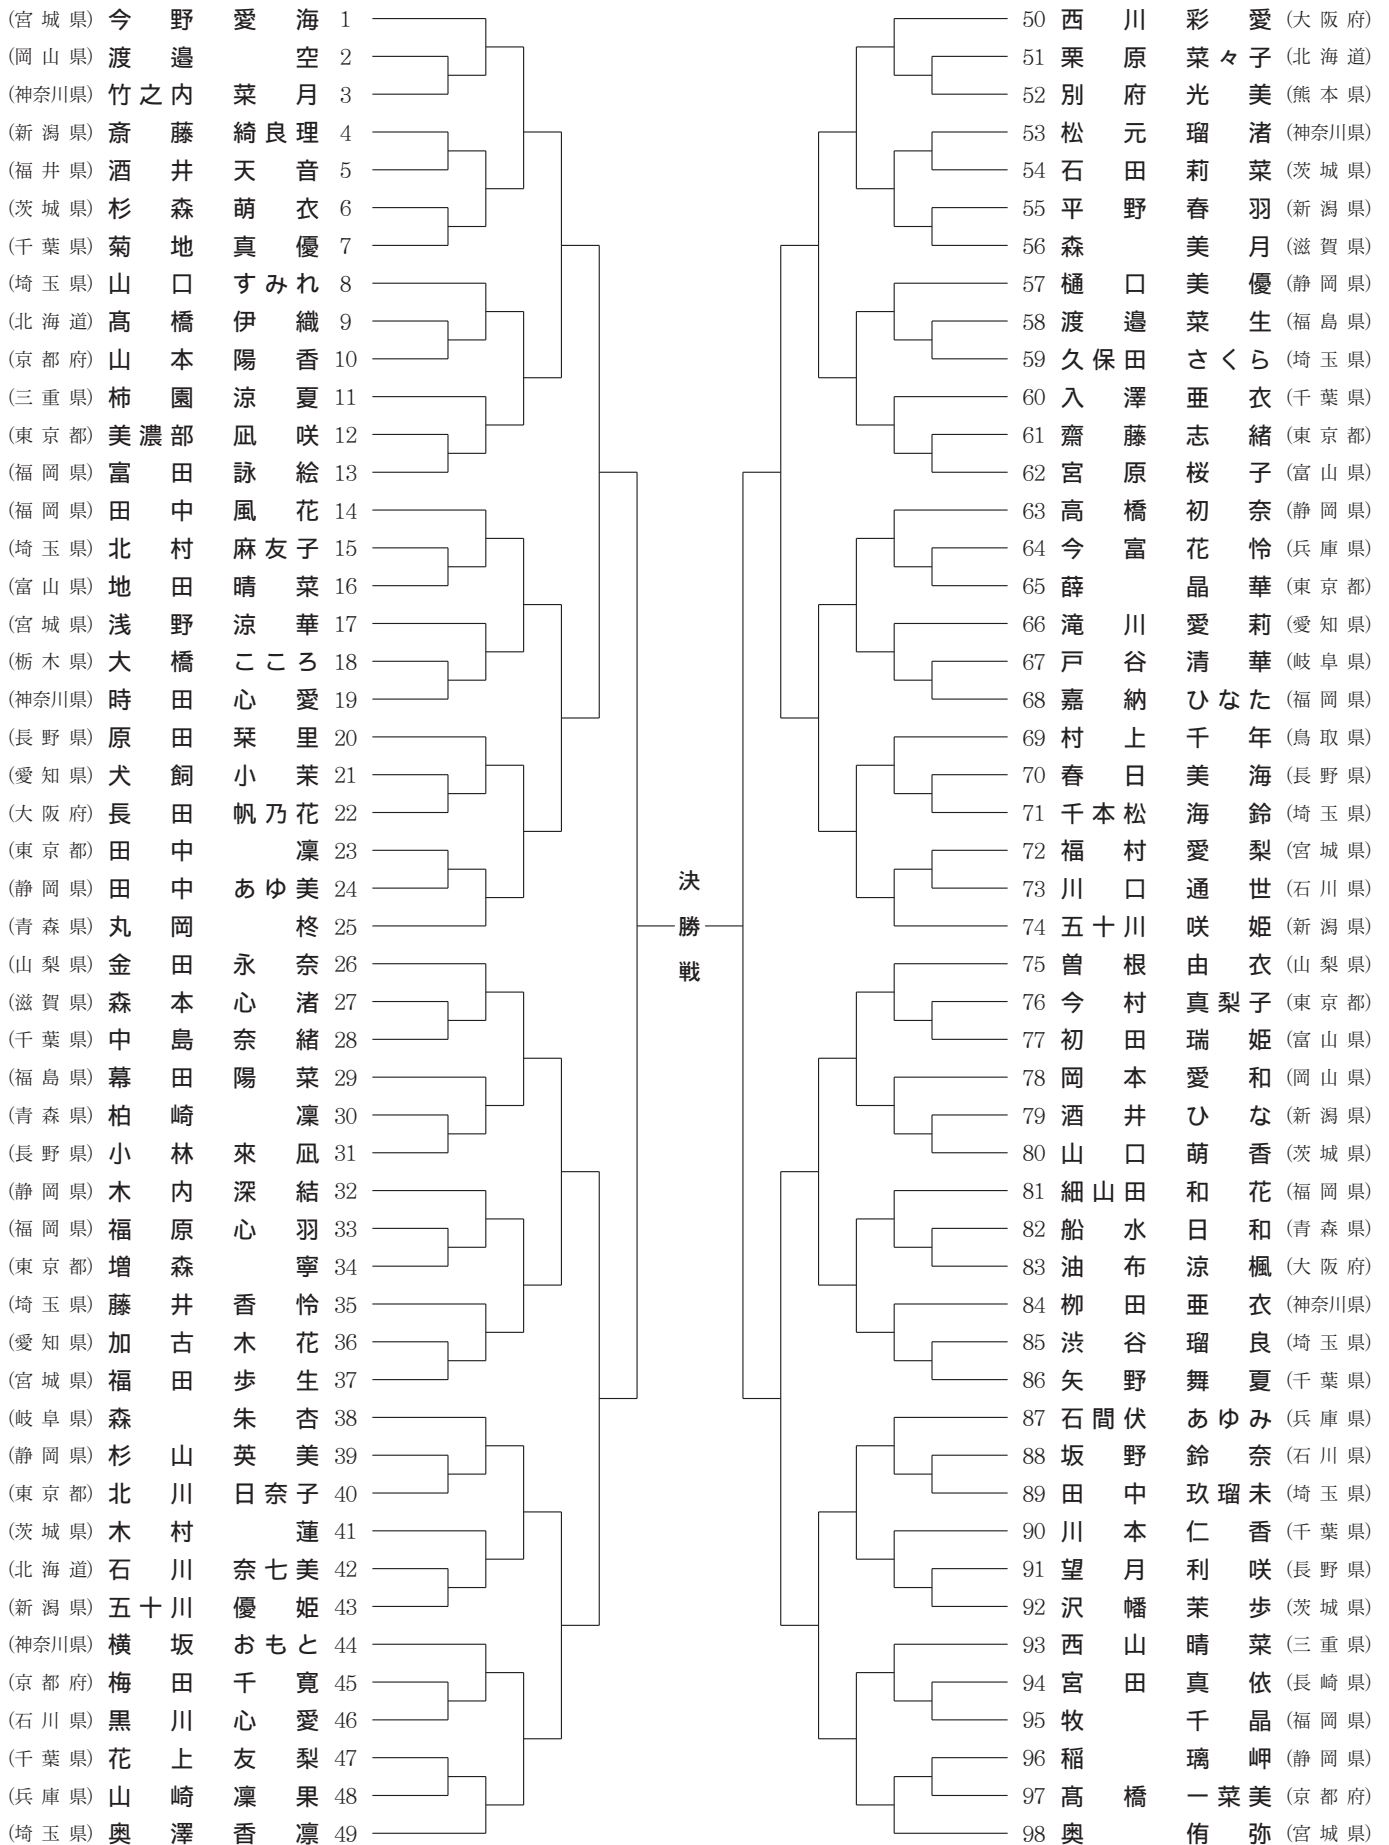 (宮城県) 今野 愛海 1
(岡山県) 渡邉 空 2
(神奈川県) 竹之内 菜月 3
(新潟県) 斎藤 綺良理 4
(福井県) 酒井 天音 5
(茨城県) 杉森 萌衣 6
(千葉県) 菊地 真優 7
(埼玉県) 山口 すみれ 8
(北海道) 髙橋 伊織 9
(京都府) 山本 陽香 10
(三重県) 柿園 涼夏 11
(東京都) 美濃部 凪咲 12
(福岡県) 富田 詠絵 13
(福岡県) 田中 風花 14
(埼玉県) 北村 麻友子 15
(富山県) 地田 晴菜 16
(宮城県) 浅野 涼華 17
(栃木県) 大橋 こころ 18
(神奈川県) 時田 心愛 19
(長野県) 原田 栞里 20
(愛知県) 犬飼 小茉 21
(大阪府) 長田 帆乃花 22
(東京都) 田中 凜 23
(静岡県) 田中 あゆ美 24
(青森県) 丸岡 柊 25
(山梨県) 金田 永奈 26
(滋賀県) 森本 心渚 27
(千葉県) 中島 奈緒 28
(福島県) 幕田 陽菜 29
(青森県) 柏崎 凜 30
(長野県) 小林 來凪 31
(静岡県) 木内 深結 32
(福岡県) 福原 心羽 33
(東京都) 増森 寧 34
(埼玉県) 藤井 香怜 35
(愛知県) 加古 木花 36
(宮城県) 福田 歩生 37
(岐阜県) 森 朱杏 38
(静岡県) 杉山 英美 39
(東京都) 北川 日奈子 40
(茨城県) 木村 蓮 41
(北海道) 石川 奈七美 42
(新潟県) 五十川 優姫 43
(神奈川県) 横坂 おもと 44
(京都府) 梅田 千寛 45
(石川県) 黒川 心愛 46
(千葉県) 花上 友梨 47
(兵庫県) 山崎 凜果 48
(埼玉県) 奥澤 香凛 49
決勝戦
50 西川 彩愛 (大阪府)
51 栗原 菜々子 (北海道)
52 別府 光美 (熊本県)
53 松元 瑠渚 (神奈川県)
54 石田 莉菜 (茨城県)
55 平野 春羽 (新潟県)
56 森 美月 (滋賀県)
57 樋口 美優 (静岡県)
58 渡邉 菜生 (福島県)
59 久保田 さくら (埼玉県)
60 入澤 亜衣 (千葉県)
61 齋藤 志緒 (東京都)
62 宮原 桜子 (富山県)
63 高橋 初奈 (静岡県)
64 今富 花怜 (兵庫県)
65 薛 晶華 (東京都)
66 滝川 愛莉 (愛知県)
67 戸谷 清華 (岐阜県)
68 嘉納 ひなた (福岡県)
69 村上 千年 (鳥取県)
70 春日 美海 (長野県)
71 千本松 海鈴 (埼玉県)
72 福村 愛梨 (宮城県)
73 川口 通世 (石川県)
74 五十川 咲姫 (新潟県)
75 曽根 由衣 (山梨県)
76 今村 真梨子 (東京都)
77 初田 瑞姫 (富山県)
78 岡本 愛和 (岡山県)
79 酒井 ひな (新潟県)
80 山口 萌香 (茨城県)
81 細山田 和花 (福岡県)
82 船水 日和 (青森県)
83 油布 涼楓 (大阪府)
84 栁田 亜衣 (神奈川県)
85 渋谷 瑠良 (埼玉県)
86 矢野 舞夏 (千葉県)
87 石間伏 あゆみ (兵庫県)
88 坂野 鈴奈 (石川県)
89 田中 玖瑠未 (埼玉県)
90 川本 仁香 (千葉県)
91 望月 利咲 (長野県)
92 沢幡 茉歩 (茨城県)
93 西山 晴菜 (三重県)
94 宮田 真依 (長崎県)
95 牧 千晶 (福岡県)
96 稲 璃岬 (静岡県)
97 髙橋 一菜美 (京都府)
98 奥 侑弥 (宮城県)